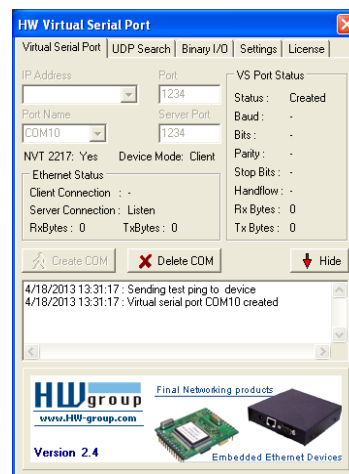 HW Virtual Serial Port
Virtual Serial Port UDP Search Binary I/O Settings License
IP Address Port
1234
Port Name Server Port
COM10 1234
NVT 2217: Yes Device Mode: Client
Ethernet Status
Client Connection : -
Server Connection : Listen
RxBytes : 0 TxBytes : 0
VS Port Status
Status : Created
Baud : -
Bits : -
Parity : -
Stop Bits : -
Handflow : -
Rx Bytes : 0
Tx Bytes : 0
Create COM Delete COM Hide
4/18/2013 13:31:17 : Sending test ping to device
4/18/2013 13:31:17 : Virtual serial port COM10 created
HW group
www.HW-group.com
Version 2.4
Final Networking products
Embedded Ethernet Devices